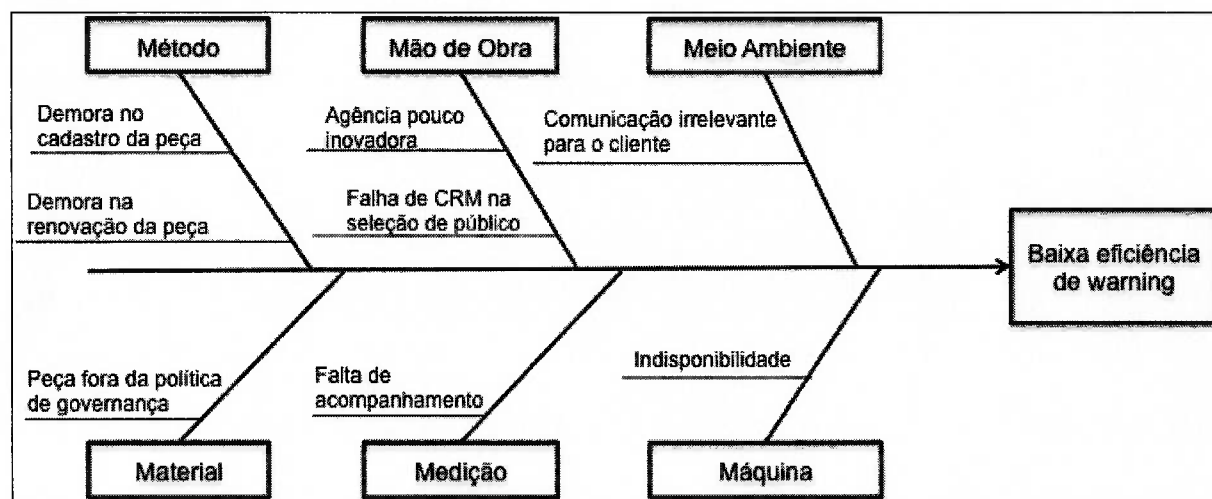 Método
Mão de Obra
Meio Ambiente
Demora no
cadastro da peça
Agência pouco
inovadora
Comunicação irrelevante
para o cliente
Demora na
renovação da peça
Falha de CRM na
seleção de público
Baixa eficiência
de warning
Peça fora da política
de governança
Falta de
acompanhamento
Indisponibilidade
Material
Medição
Máquina